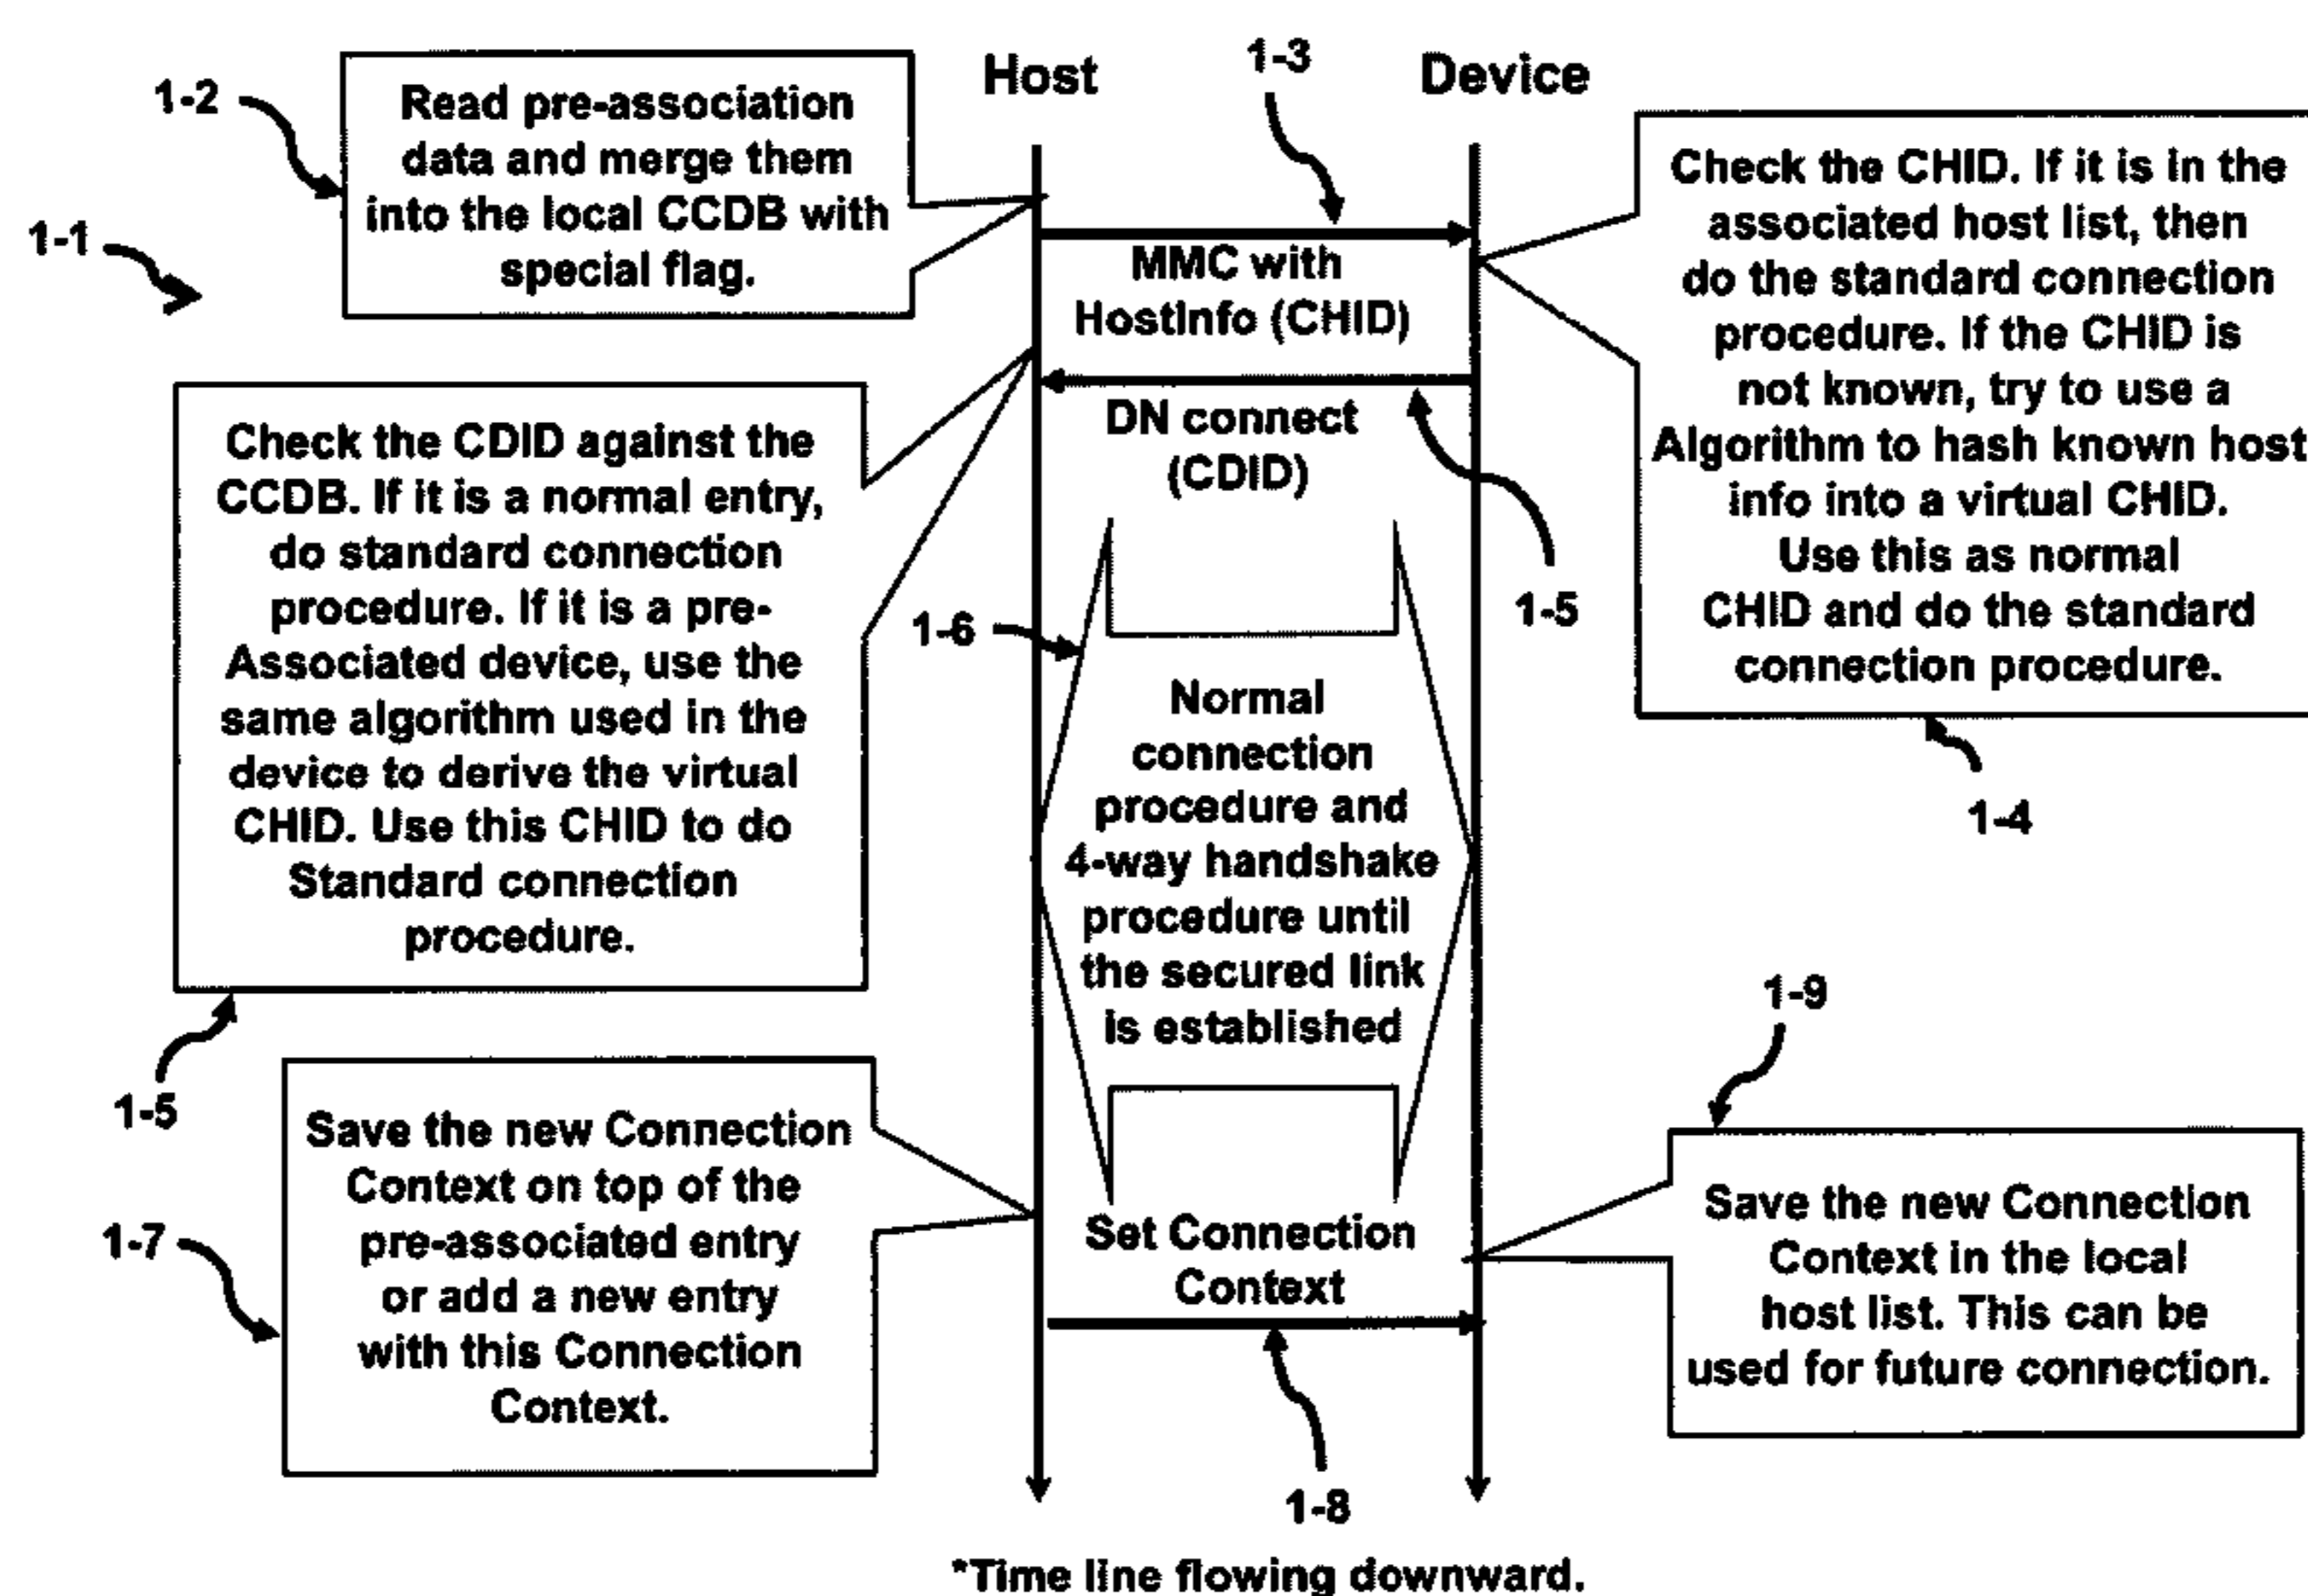 Host
1-3
Device
1-2
Read pre-association
data and merge them
into the local CCDB with
special flag.
1-1
MMC with
HostInfo (CHID)
Check the CHID. If it is in the
associated host list, then
do the standard connection
procedure. If the CHID is
not known, try to use a
Algorithm to hash known host
info into a virtual CHID.
Use this as normal
CHID and do the standard
connection procedure.
1-4
DN connect
(CDID)
1-5
Check the CDID against the
CCDB. If it is a normal entry,
do standard connection
procedure. If it is a pre-
Associated device, use the
same algorithm used in the
device to derive the virtual
CHID. Use this CHID to do
Standard connection
procedure.
1-5
1-6
Normal
connection
procedure and
4-way handshake
procedure until
the secured link
is established
1-7
Save the new Connection
Context on top of the
pre-associated entry
or add a new entry
with this Connection
Context.
Set Connection
Context
1-8
1-9
Save the new Connection
Context in the local
host list. This can be
used for future connection.
*Time line flowing downward.